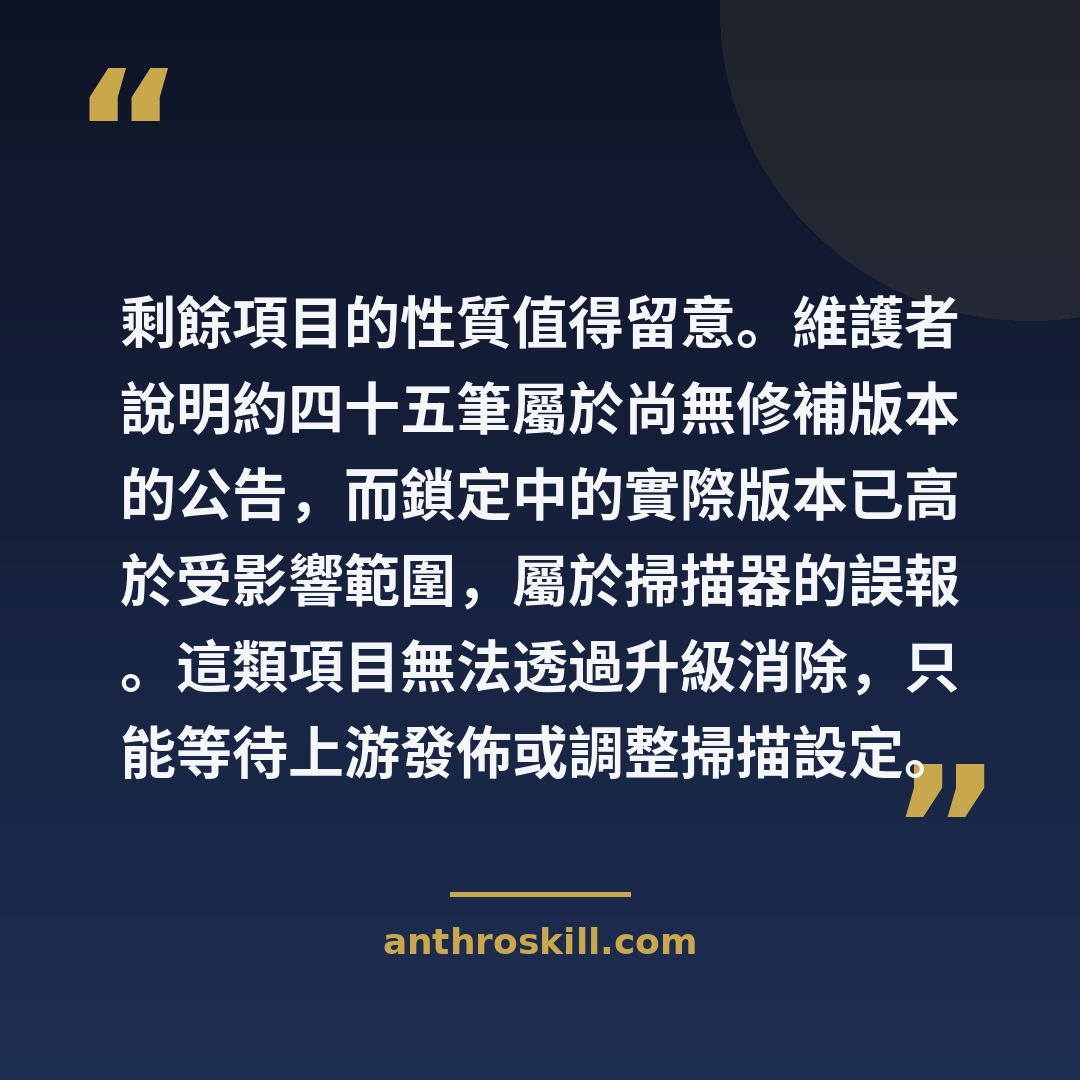 “
剩餘項目的性質值得留意。維護者
說明約四十五筆屬於尚無修補版本
的公告，而鎖定中的實際版本已高
於受影響範圍，屬於掃描器的誤報
。這類項目無法透過升級消除，只
能等待上游發佈或調整掃描設定。
”
anthroskill.com